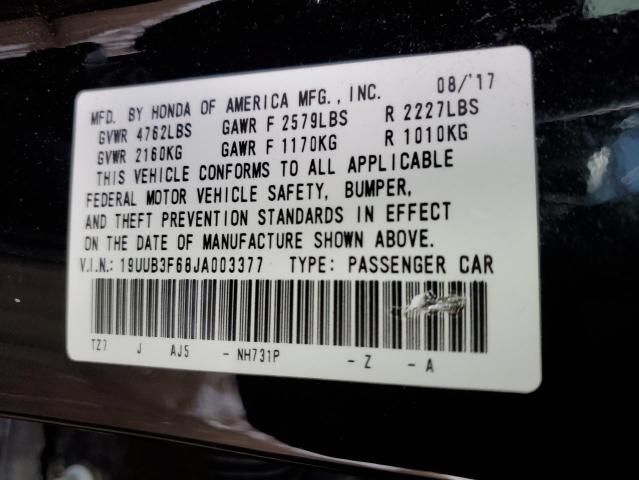 MFD. BY HONDA OF AMERICA MFG., INC. 08/'17
GVWR 4762LBS GAWR F 2579LBS R 2227LBS
GVWR 2160KG GAWR F 1170KG R 1010KG
THIS VEHICLE CONFORMS TO ALL APPLICABLE
FEDERAL MOTOR VEHICLE SAFETY, BUMPER,
AND THEFT PREVENTION STANDARDS IN EFFECT
ON THE DATE OF MANUFACTURE SHOWN ABOVE.
V.I.N.: 19UUB3F68JA003377 TYPE: PASSENGER CAR
TZ7 J AJ5 - NH731P - Z - A